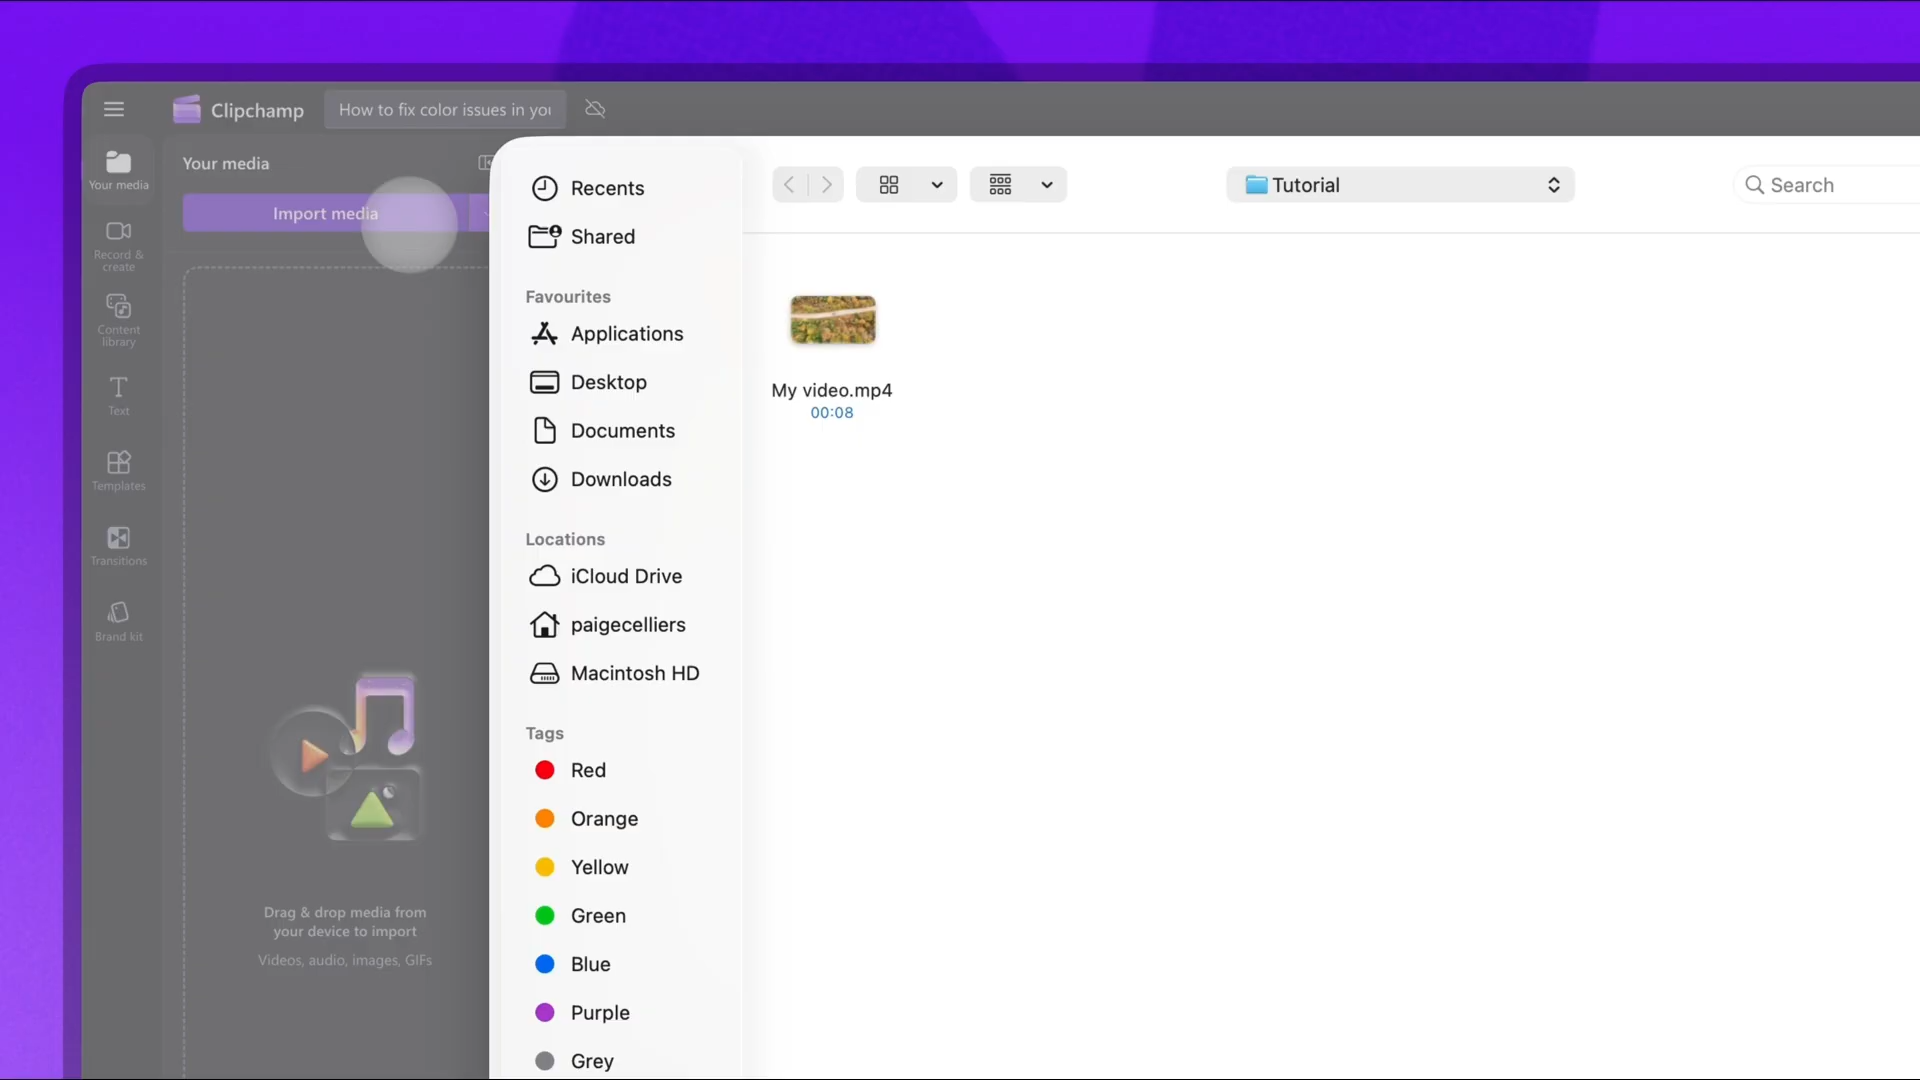 Clipchamp
How to fix color issues in you
Your media
Import media
Your media
Record &
create
Content
library
Text
Templates
Transitions
Brand kit
Drag & drop media from
your device to import
Videos, audio, images, GIFs
Recents
Shared
Favourites
Applications
Desktop
Documents
Downloads
Locations
iCloud Drive
paigecelliers
Macintosh HD
Tags
Red
Orange
Yellow
Green
Blue
Purple
Grey
Tutorial
Search
My video.mp4
00:08